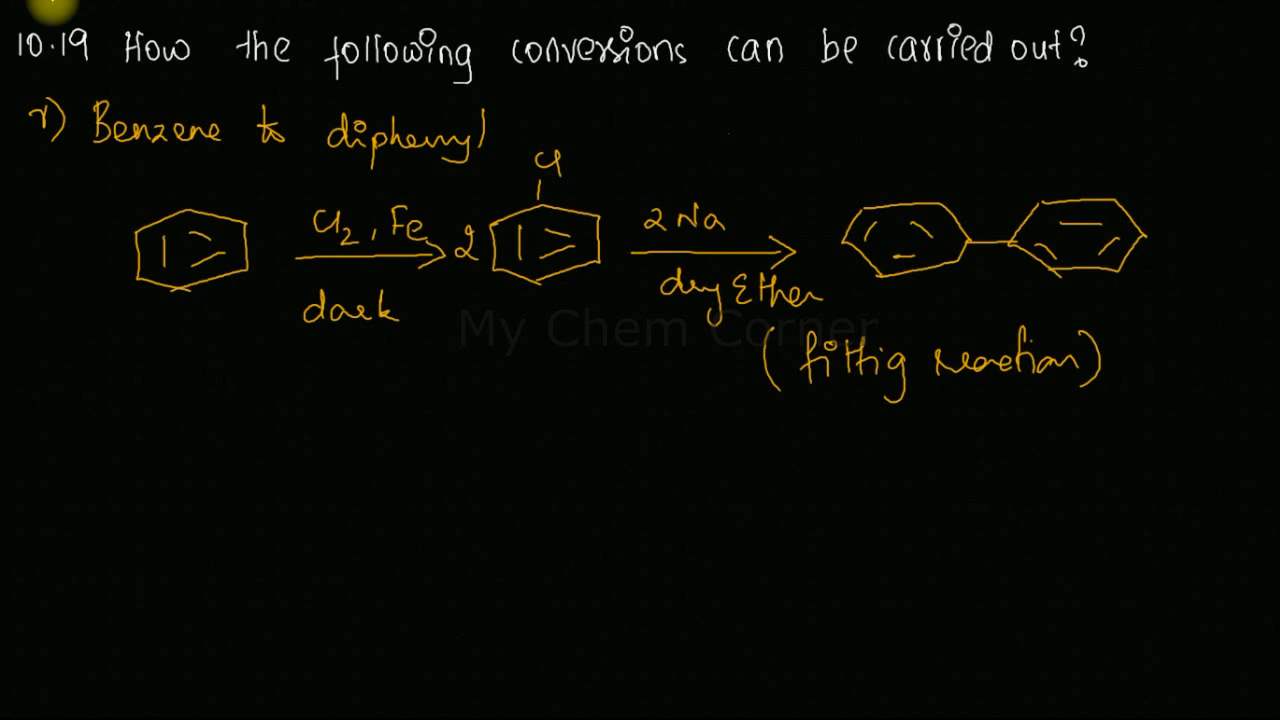 10.19 How the following conversions can be carried out?
r) Benzene to diphenyl
Cl
Cl2, Fe 2 2 Na
dark dry Ether
My Chem Corner
(fittig reaction)